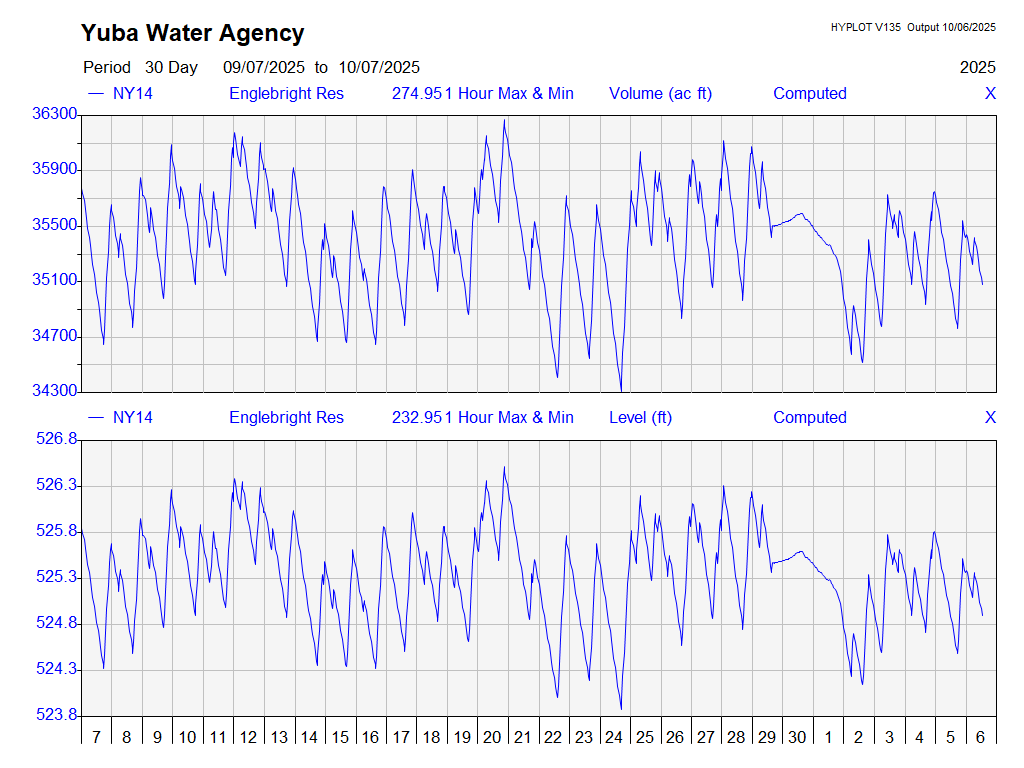 Yuba Water Agency
HYPLOT V135 Output 10/06/2025
Period 30 Day 09/07/2025 to 10/07/2025
2025
NY14 Englebright Res 274.951 Hour Max & Min Volume (ac ft) Computed X
36300
35900
35500
35100
34700
34300
NY14 Englebright Res 232.951 Hour Max & Min Level (ft) Computed X
526.8
526.3
525.8
525.3
524.8
524.3
523.8
7 8 9 10 11 12 13 14 15 16 17 18 19 20 21 22 23 24 25 26 27 28 29 30 1 2 3 4 5 6